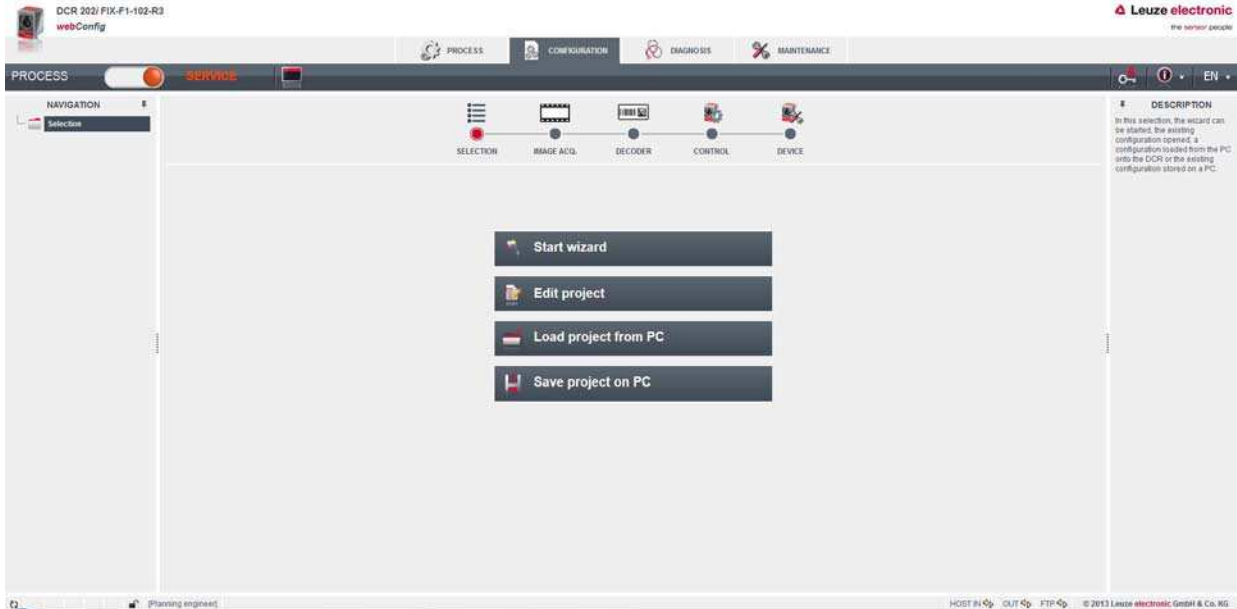 DCR 202i FIX-F1-102-R3
webConfig
Leuze electronic
the sensor people
PROCESS
CONFIGURATION
DIAGNOSIS
MAINTENANCE
PROCESS
SERVICE
EN
NAVIGATION
Selection
SELECTION
IMAGE ACQ.
DECODER
CONTROL
DEVICE
DESCRIPTION
In this selection, the wizard can
be started, the existing
configuration opened, a
configuration loaded from the PC
onto the DCR or the existing
configuration stored on a PC.
Start wizard
Edit project
Load project from PC
Save project on PC
[Planning engineer]
HOST IN OUT FTP © 2013 Leuze electronic GmbH & Co. KG